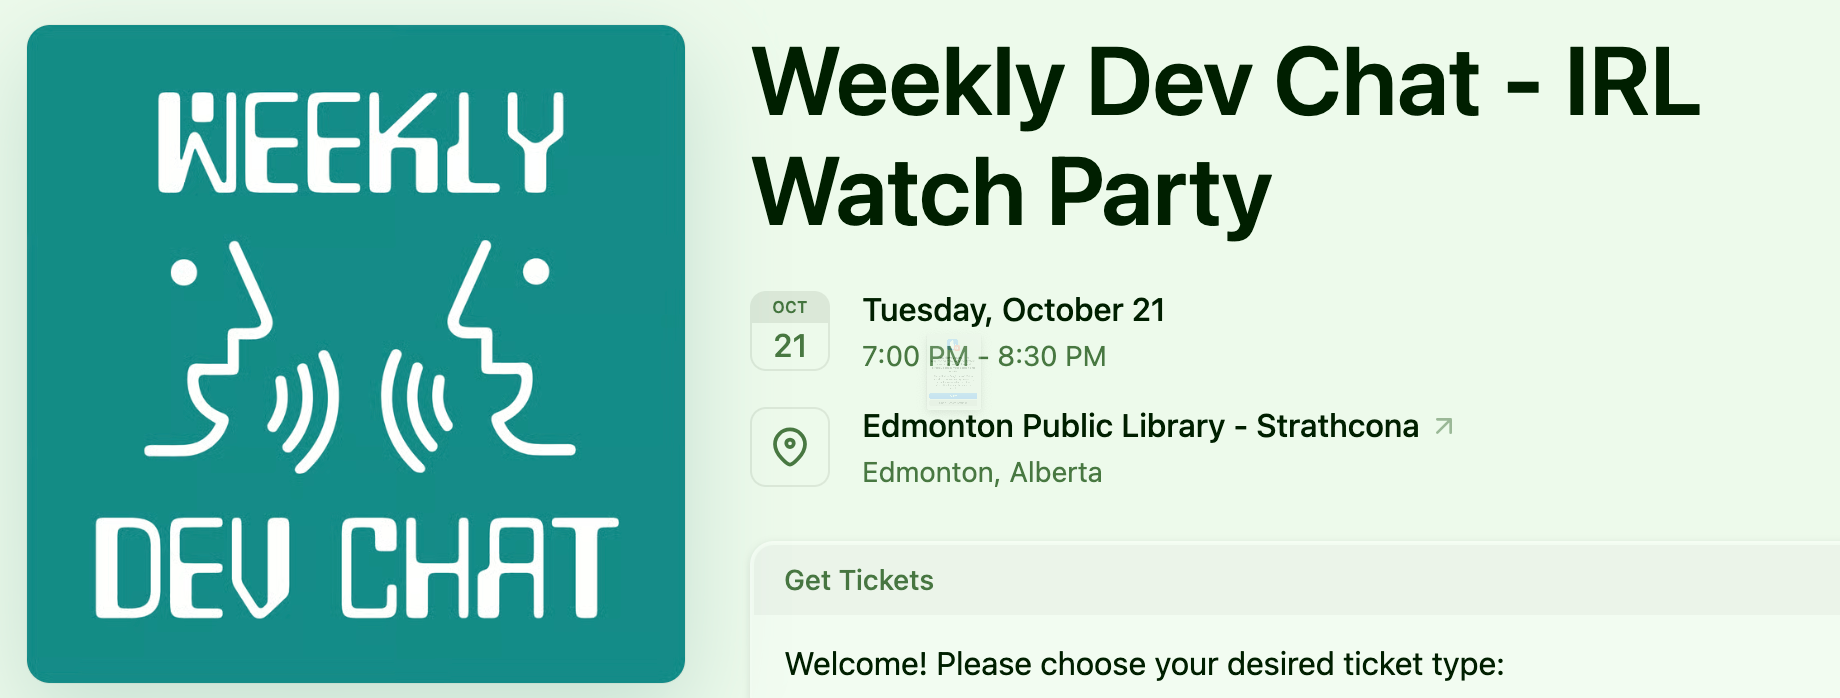 WEEKLY
DEV CHAT
Weekly Dev Chat - IRL
Watch Party
OCT
21
Tuesday, October 21
7:00 PM - 8:30 PM
Edmonton Public Library - Strathcona
Edmonton, Alberta
Get Tickets
Welcome! Please choose your desired ticket type: